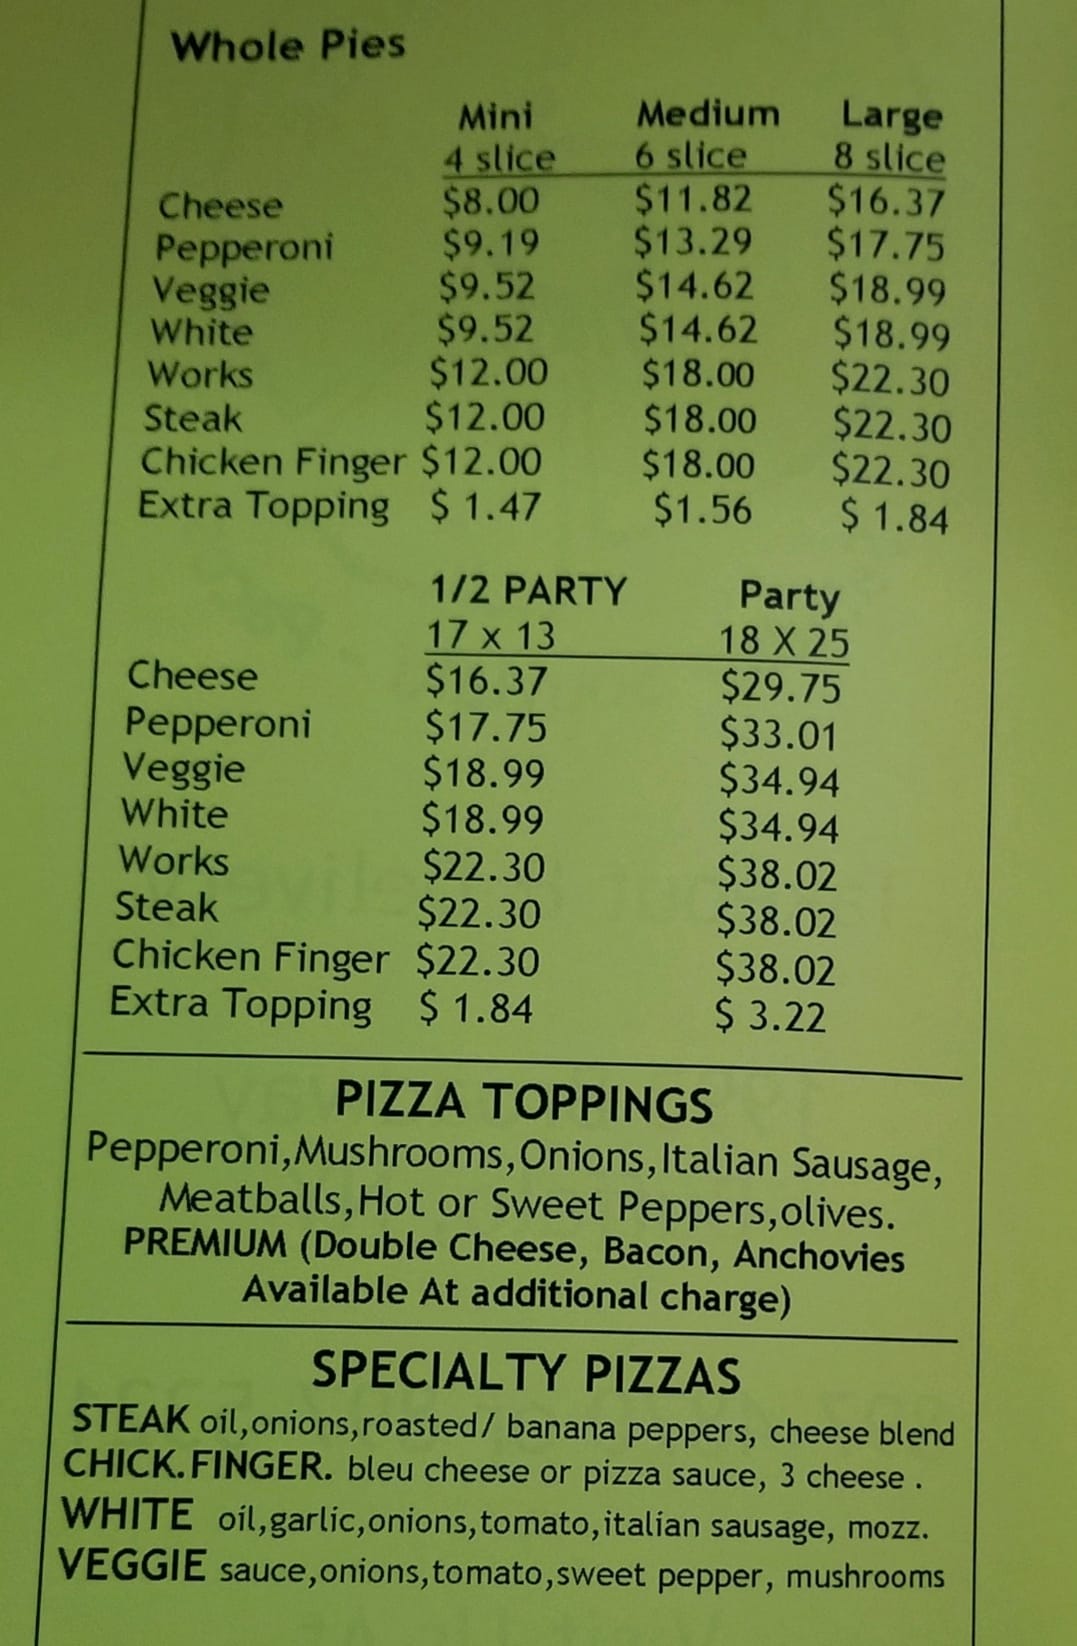 Whole Pies
Mini Medium Large
4 slice 6 slice 8 slice
Cheese $8.00 $11.82 $16.37
Pepperoni $9.19 $13.29 $17.75
Veggie $9.52 $14.62 $18.99
White $9.52 $14.62 $18.99
Works $12.00 $18.00 $22.30
Steak $12.00 $18.00 $22.30
Chicken Finger $12.00 $18.00 $22.30
Extra Topping $ 1.47 $1.56 $ 1.84
1/2 PARTY Party
17 x 13 18 X 25
Cheese $16.37 $29.75
Pepperoni $17.75 $33.01
Veggie $18.99 $34.94
White $18.99 $34.94
Works $22.30 $38.02
Steak $22.30 $38.02
Chicken Finger $22.30 $38.02
Extra Topping $ 1.84 $ 3.22
PIZZA TOPPINGS
Pepperoni,Mushrooms,Onions,Italian Sausage,
Meatballs,Hot or Sweet Peppers,olives.
PREMIUM (Double Cheese, Bacon, Anchovies
Available At additional charge)
SPECIALTY PIZZAS
STEAK oil,onions,roasted/ banana peppers, cheese blend
CHICK.FINGER. bleu cheese or pizza sauce, 3 cheese .
WHITE oil,garlic,onions,tomato,italian sausage, mozz.
VEGGIE sauce,onions,tomato,sweet pepper, mushrooms